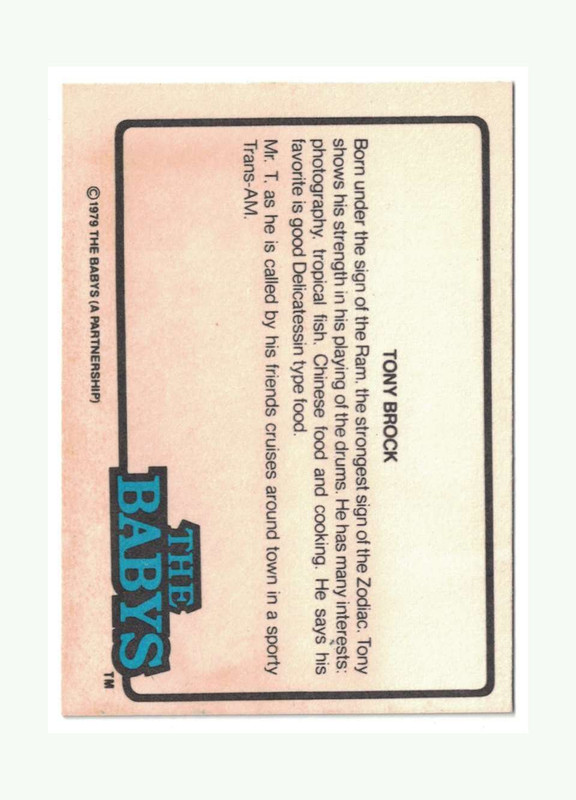 TONY BROCK
Born under the sign of the Ram, the strongest sign of the Zodiac. Tony
shows his strength in his playing of the drums. He has many interests:
photography. tropical fish. Chinese food and cooking. He says his
favorite is good Delicatessin type food.
Mr. T. as he is called by his friends cruises around town in a sporty
Trans-AM.
THE
BABYS
TM
©1979 THE BABYS (A PARTNERSHIP)